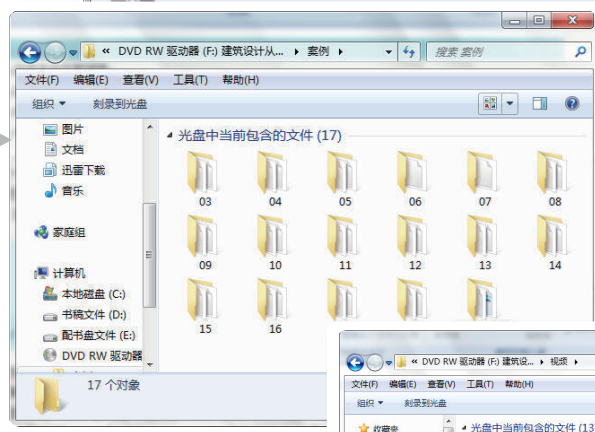 « DVD RW 驱动器 (F:) 建筑设计从... ▸ 案例 ▸
搜索 案例
文件(F) 编辑(E) 查看(V) 工具(T) 帮助(H)
组织 ▼ 刻录到光盘
图片
文档
迅雷下载
音乐
家庭组
计算机
本地磁盘 (C:)
书稿文件 (D:)
配书盘文件 (E:)
DVD RW 驱动器
光盘中当前包含的文件 (17)
03 04 05 06 07 08
09 10 11 12 13 14
15 16
17 个对象
« DVD RW 驱动器 (F:) 建筑设... ▸ 视频 ▸
文件(F) 编辑(E) 查看(V) 工具(T) 帮助(H)
组织 ▼ 刻录到光盘
收藏夹
光盘中当前包含的文件 (13)